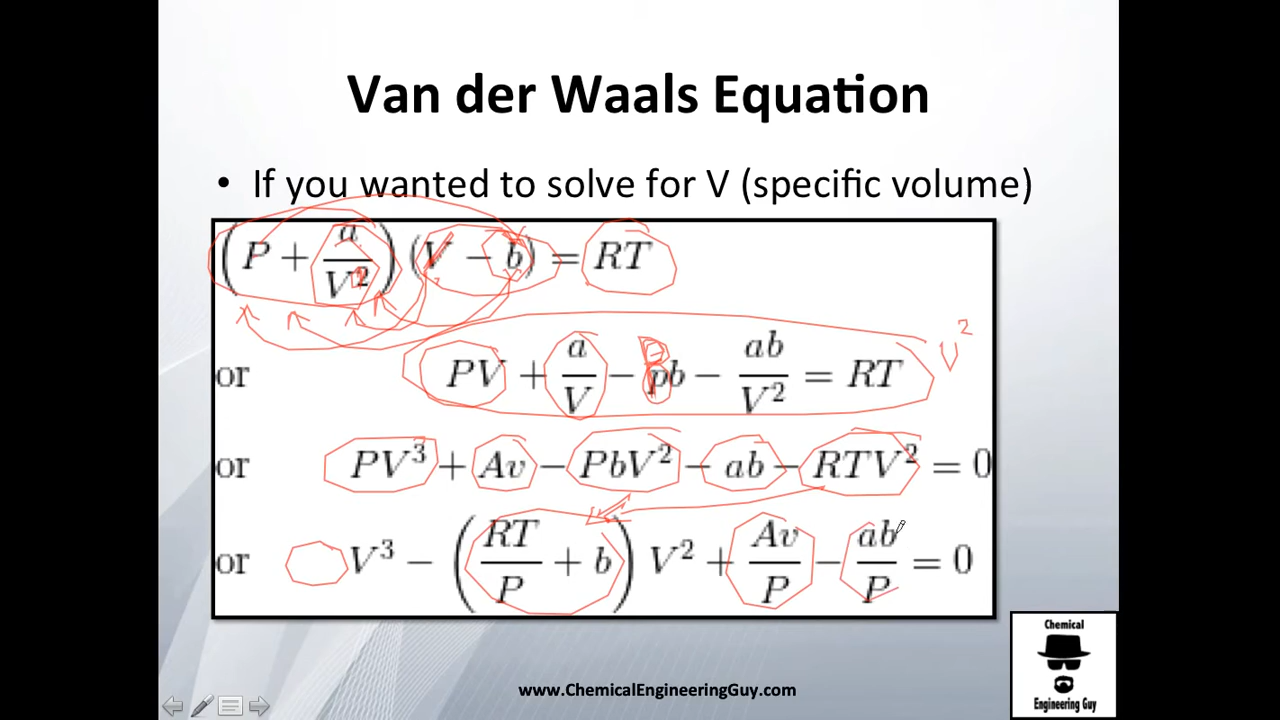 Van der Waals Equation
• If you wanted to solve for V (specific volume)
(P + a/V²) (V − b) = RT
or PV + a/V − pb − ab/V² = RT V²
or PV³ + Av − PbV² − ab − RTV² = 0
or V³ − (RT/P + b) V² + Av/P − ab/P = 0
Chemical
Engineering Guy
www.ChemicalEngineeringGuy.com